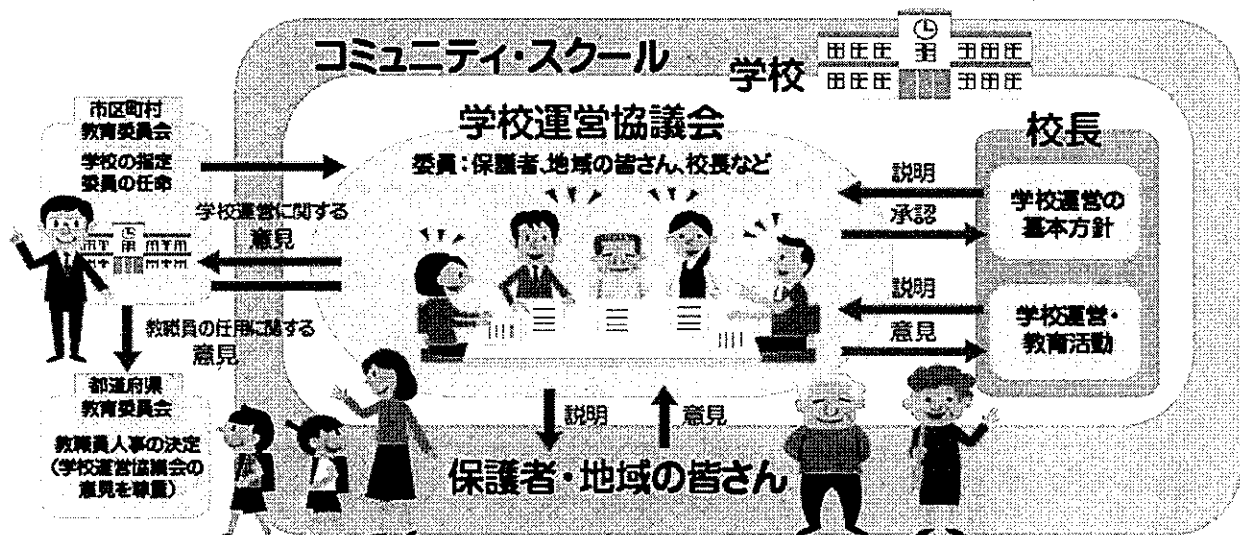 コミュニティ・スクール
学校
市区町村
教育委員会
学校の指定
委員の任命
学校運営協議会
委員:保護者、地域の皆さん、校長など
校長
説明
承認
学校運営の
基本方針
学校運営に関する
意見
説明
意見
学校運営・
教育活動
教職員の任用に関する
意見
都道府県
教育委員会
教職員人事の決定
(学校運営協議会の
意見を尊重)
説明
意見
保護者・地域の皆さん